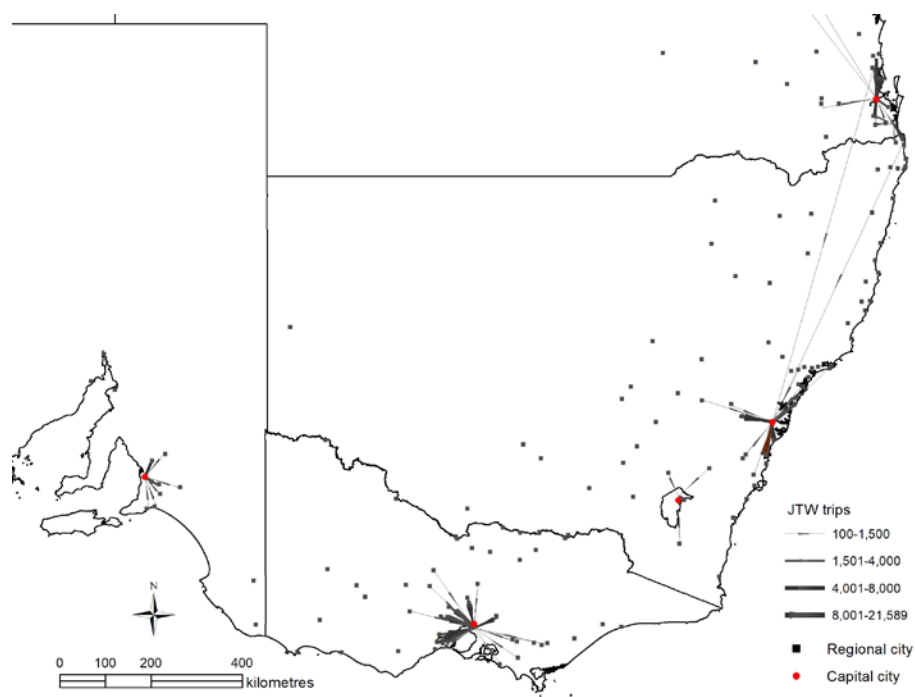 N
0 100 200 400
kilometres
JTW trips
100-1,500
1,501-4,000
4,001-8,000
8,001-21,589
Regional city
Capital city